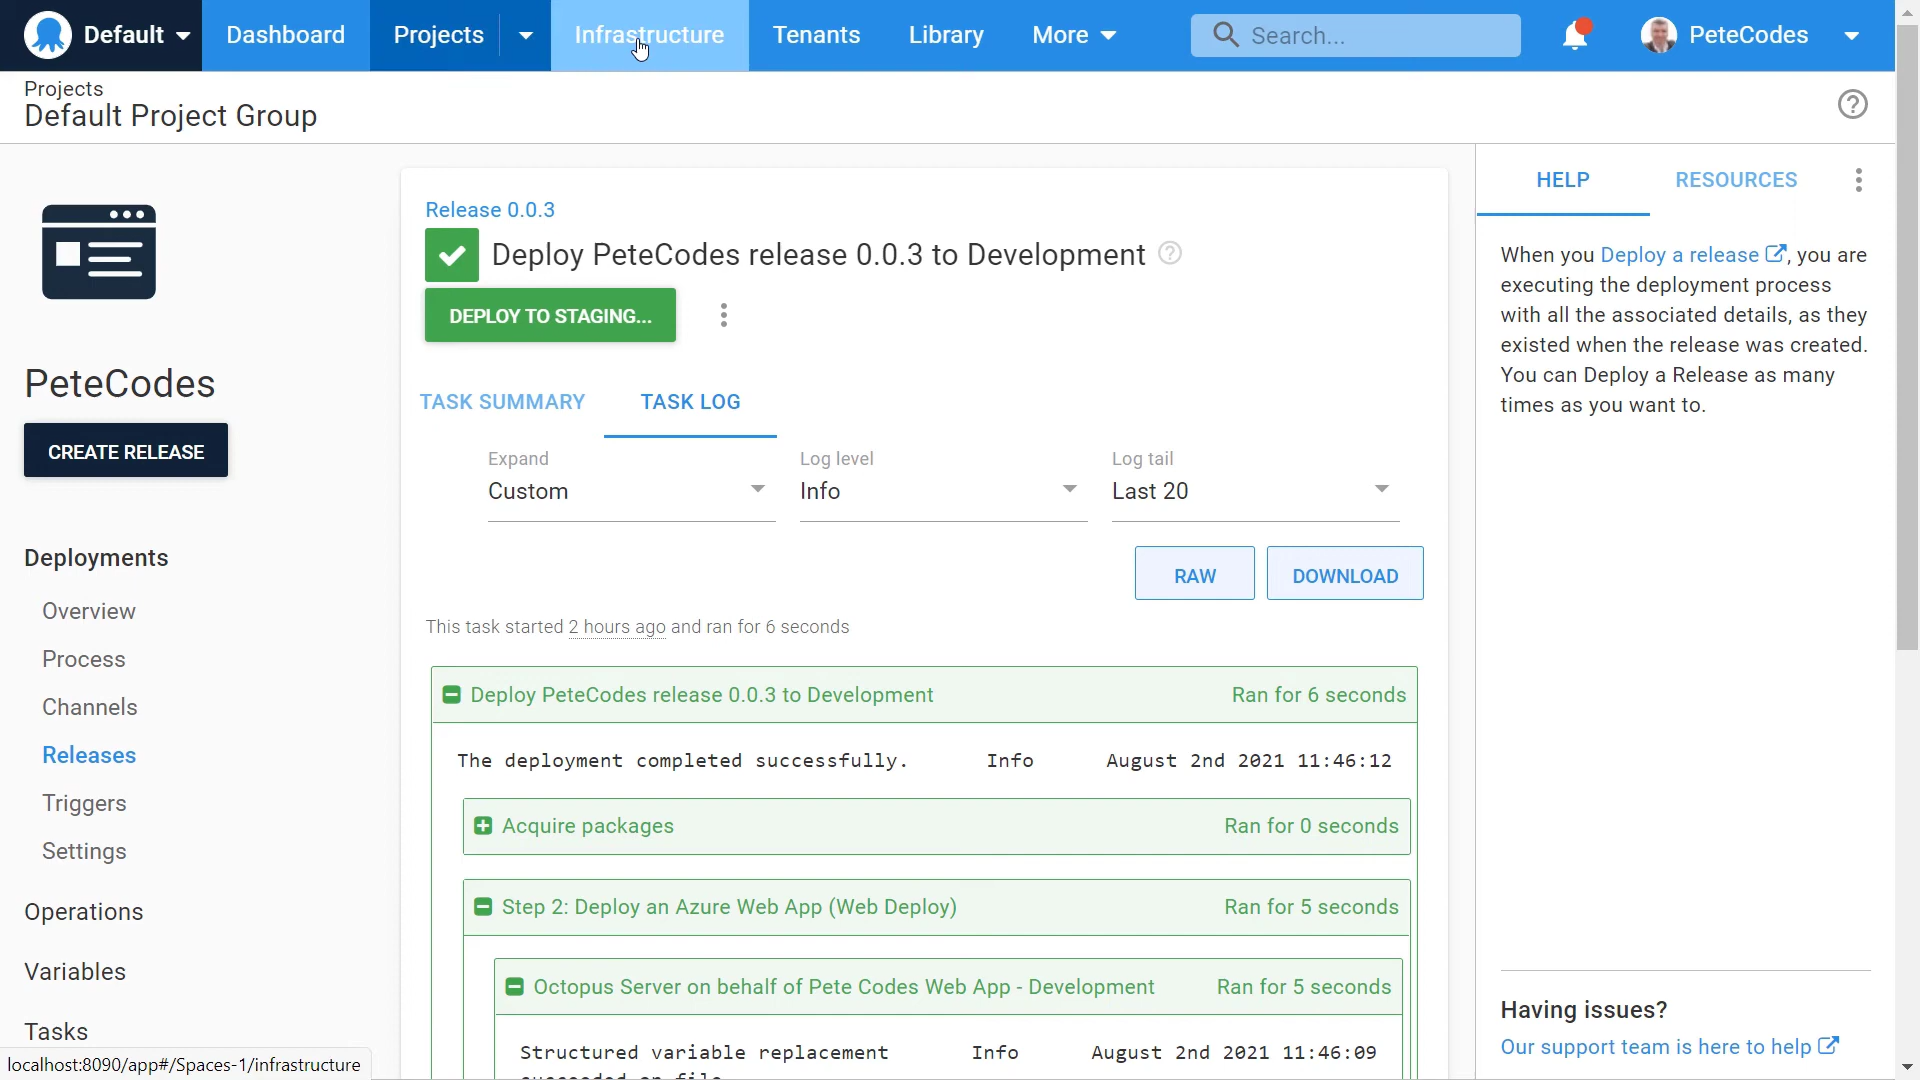 Default
Dashboard
Projects
Infrastructure
Tenants
Library
More
Search...
PeteCodes
Projects
Default Project Group
PeteCodes
CREATE RELEASE
Deployments
Overview
Process
Channels
Releases
Triggers
Settings
Operations
Variables
Tasks
localhost:8090/app#/Spaces-1/infrastructure
Release 0.0.3
Deploy PeteCodes release 0.0.3 to Development
DEPLOY TO STAGING...
TASK SUMMARY
TASK LOG
Expand
Custom
Log level
Info
Log tail
Last 20
RAW
DOWNLOAD
This task started 2 hours ago and ran for 6 seconds
Deploy PeteCodes release 0.0.3 to Development Ran for 6 seconds
The deployment completed successfully. Info August 2nd 2021 11:46:12
Acquire packages Ran for 0 seconds
Step 2: Deploy an Azure Web App (Web Deploy) Ran for 5 seconds
Octopus Server on behalf of Pete Codes Web App - Development Ran for 5 seconds
Structured variable replacement Info August 2nd 2021 11:46:09
HELP
RESOURCES
When you Deploy a release, you are
executing the deployment process
with all the associated details, as they
existed when the release was created.
You can Deploy a Release as many
times as you want to.
Having issues?
Our support team is here to help